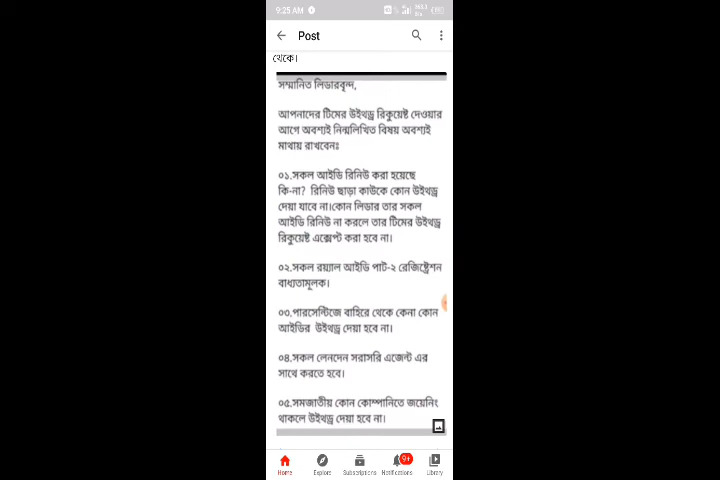 9:25 AM
Post
থেকে।
সম্মানিত লিডারবৃন্দ,
আপনাদের টিমের উইথড্র রিকুয়েষ্ট দেওয়ার
আগে অবশ্যই নিন্মলিখিত বিষয় অবশ্যই
মাথায় রাখবেনঃ
০১.সকল আইডি রিনিউ করা হয়েছে
কি-না? রিনিউ ছাড়া কাউকে কোন উইথড্র
দেয়া যাবে না।কোন লিডার তার সকল
আইডি রিনিউ না করলে তার টিমের উইথড্র
রিকুয়েষ্ট এক্সেপ্ট করা হবে না।
০২.সকল রয়্যাল আইডি পার্ট-২ রেজিষ্ট্রেশন
বাধ্যতামূলক।
০৩.পারসেন্টিজে বাহিরে থেকে কেনা কোন
আইডির উইথড্র দেয়া হবে না।
০৪.সকল লেনদেন সরাসরি এজেন্ট এর
সাথে করতে হবে।
০৫.সমজাতীয় কোন কোম্পানিতে জয়েনিং
থাকলে উইথড্র দেয়া হবে না।
9+
Home Explore Subscriptions Notifications Library